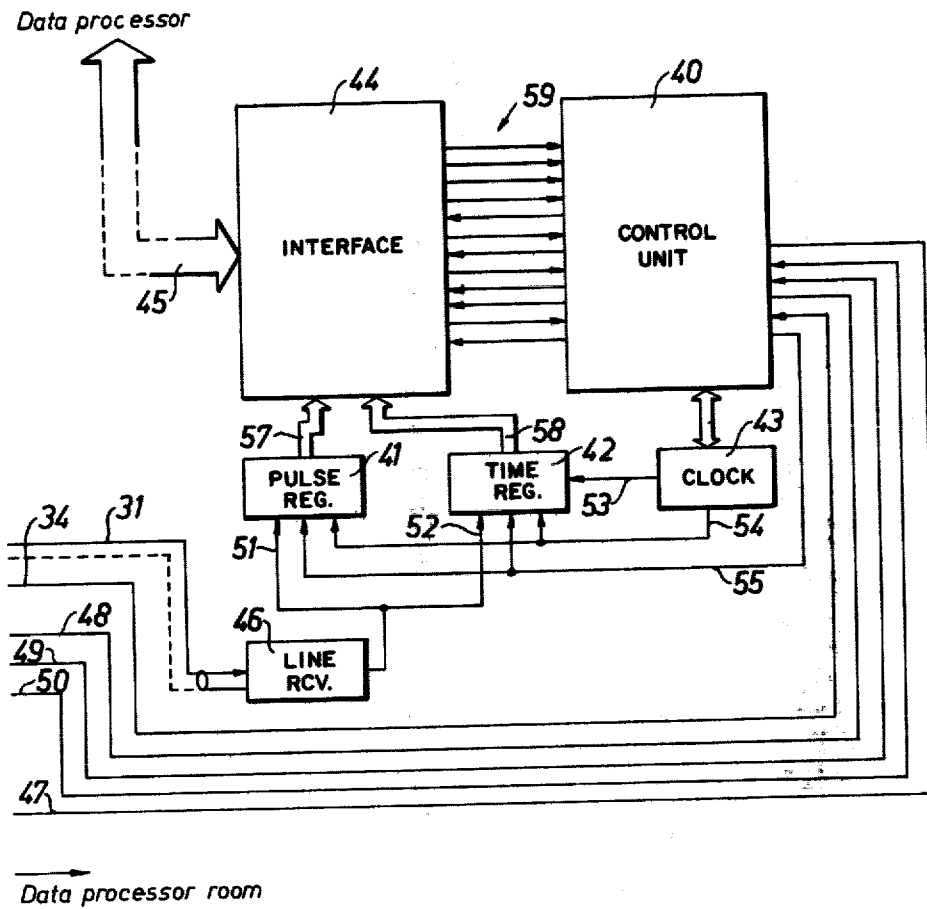 Data processor
44
40
59
INTERFACE
CONTROL
UNIT
45
57
41
58
42
43
PULSE
REG.
TIME
REG.
CLOCK
53
54
34
31
51
52
55
48
46
49
LINE
RCV.
50
47
Data processor room